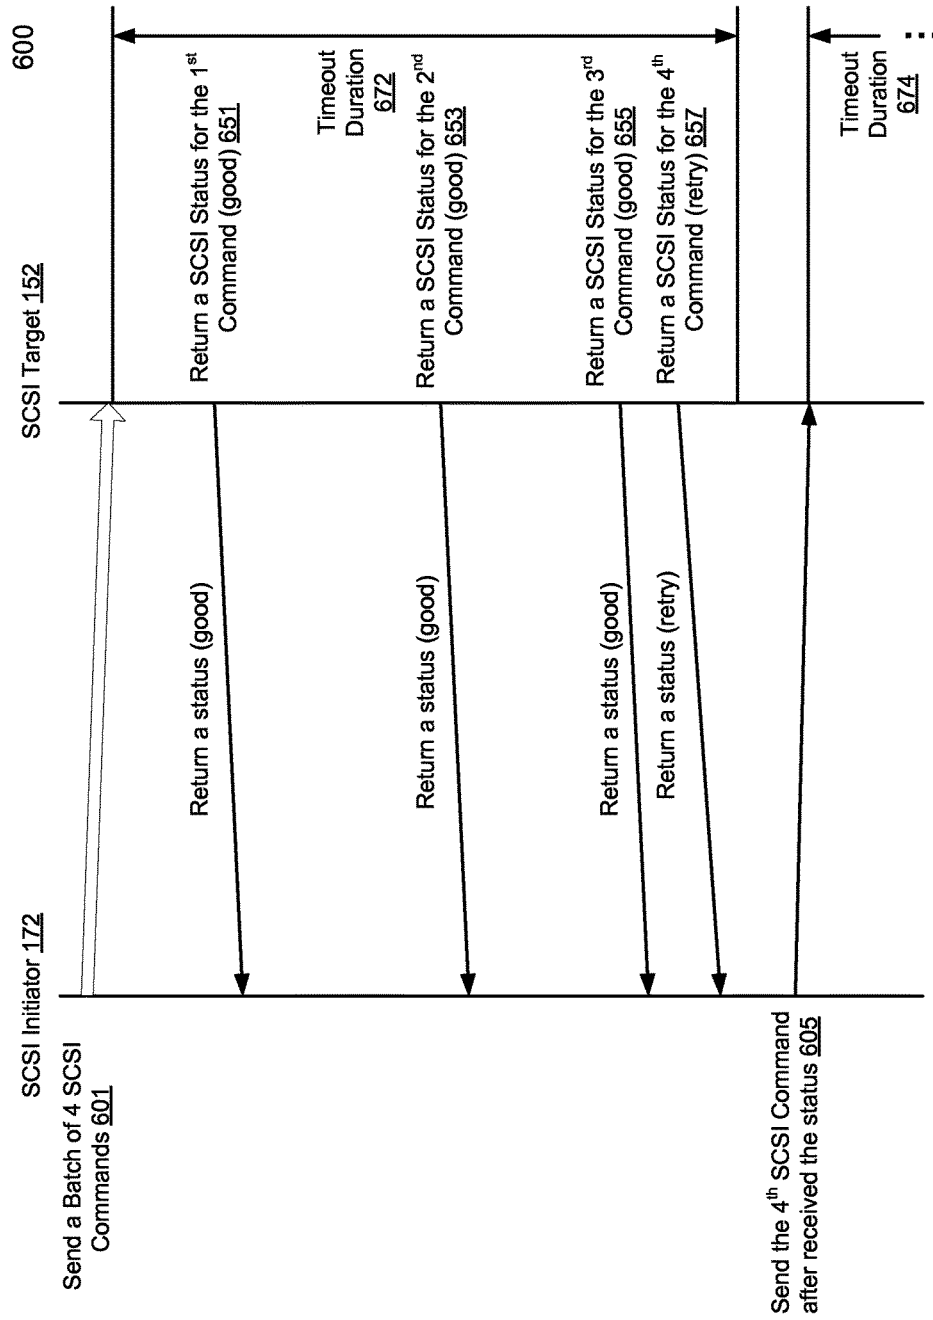 600
SCSI Initiator 172
SCSI Target 152
Send a Batch of 4 SCSI
Commands 601
Return a status (good)
Return a SCSI Status for the 1st
Command (good) 651
Timeout
Duration
672
Return a status (good)
Return a SCSI Status for the 2nd
Command (good) 653
Return a status (good)
Return a SCSI Status for the 3rd
Command (good) 655
Return a status (retry)
Return a SCSI Status for the 4th
Command (retry) 657
Send the 4th SCSI Command
after received the status 605
Timeout
Duration
674